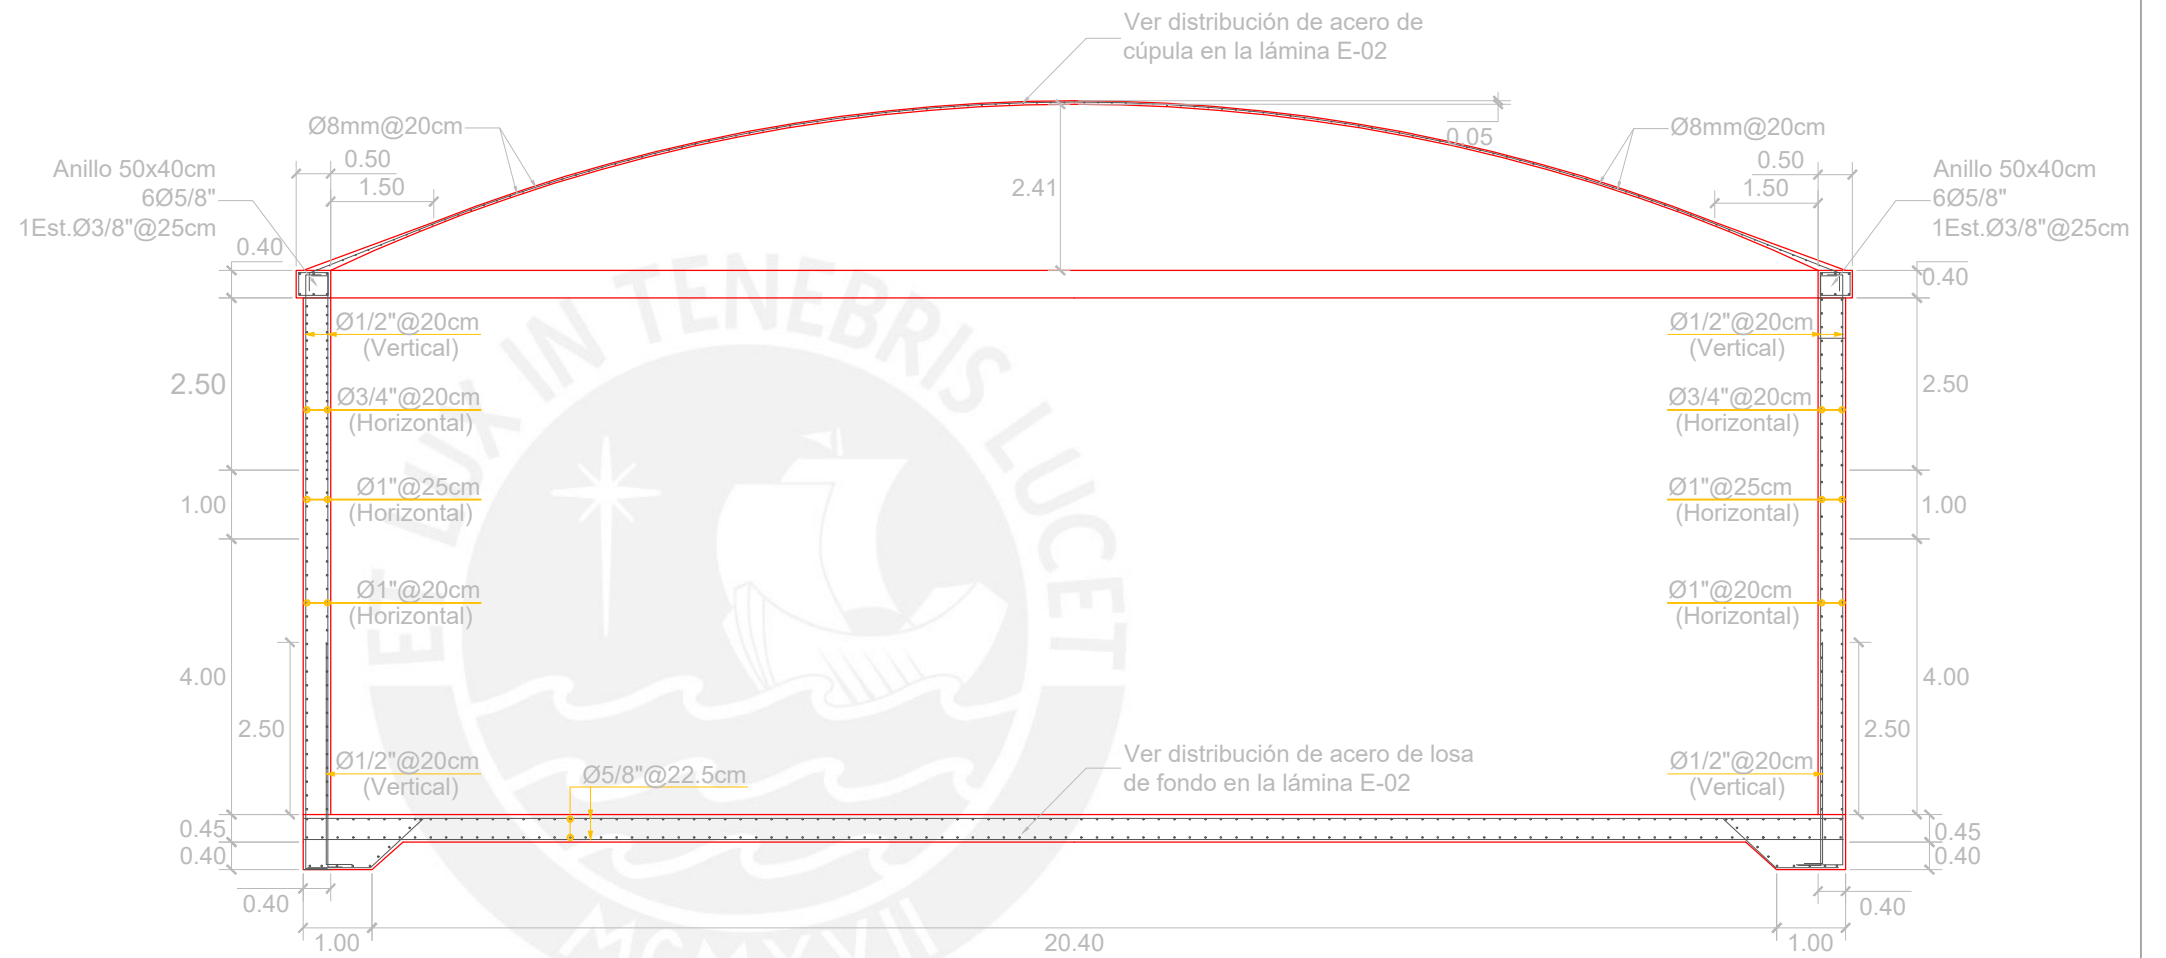 Ver distribución de acero de
cúpula en la lámina E-02
Ø8mm@20cm
Ø8mm@20cm
0.05
Anillo 50x40cm
6Ø5/8"
1Est.Ø3/8"@25cm
0.50
1.50
2.41
0.50
1.50
Anillo 50x40cm
6Ø5/8"
1Est.Ø3/8"@25cm
0.40
0.40
Ø1/2"@20cm
(Vertical)
Ø1/2"@20cm
(Vertical)
2.50
2.50
Ø3/4"@20cm
(Horizontal)
Ø3/4"@20cm
(Horizontal)
1.00
Ø1"@25cm
(Horizontal)
Ø1"@25cm
(Horizontal)
1.00
Ø1"@20cm
(Horizontal)
Ø1"@20cm
(Horizontal)
4.00
4.00
2.50
2.50
Ø1/2"@20cm
(Vertical)
Ø5/8"@22.5cm
Ver distribución de acero de losa
de fondo en la lámina E-02
Ø1/2"@20cm
(Vertical)
0.45
0.40
0.45
0.40
0.40
0.40
1.00
20.40
1.00
ET LUX IN TENEBRIS LUCET
MCMXVII